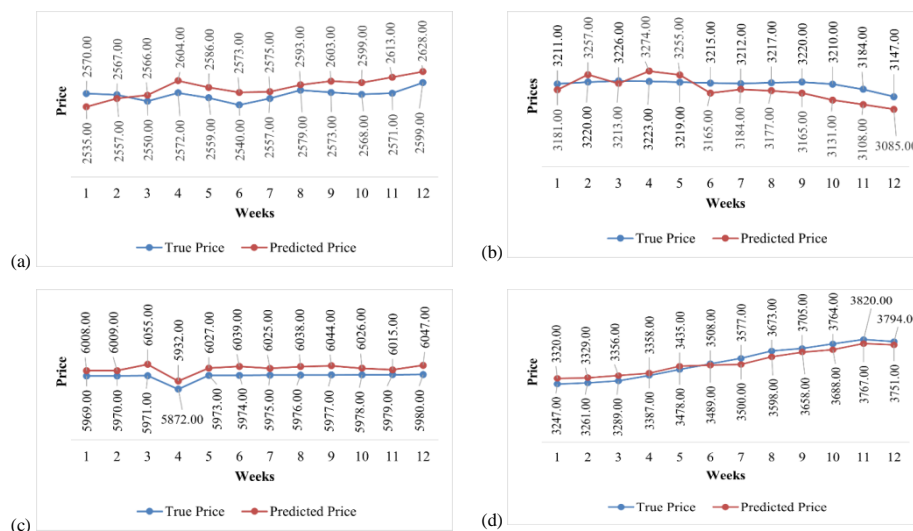 2570.00 2567.00 2566.00 2604.00 2586.00 2573.00 2575.00 2593.00 2603.00 2599.00 2613.00 2628.00
Price
2535.00 2557.00 2550.00 2572.00 2559.00 2540.00 2557.00 2579.00 2573.00 2568.00 2571.00 2599.00
1 2 3 4 5 6 7 8 9 10 11 12
Weeks
True Price Predicted Price
(a)
3211.00 3257.00 3226.00 3274.00 3255.00 3215.00 3212.00 3217.00 3220.00 3210.00 3184.00 3147.00
Prices
3181.00 3220.00 3213.00 3223.00 3219.00 3165.00 3184.00 3177.00 3165.00 3131.00 3108.00 3085.00
1 2 3 4 5 6 7 8 9 10 11 12
Weeks
True Price Predicted Price
(b)
6008.00 6009.00 6055.00 5932.00 6027.00 6039.00 6025.00 6038.00 6044.00 6026.00 6015.00 6047.00
Price
5969.00 5970.00 5971.00 5872.00 5973.00 5974.00 5975.00 5976.00 5977.00 5978.00 5979.00 5980.00
1 2 3 4 5 6 7 8 9 10 11 12
Weeks
True Price Predicted Price
(c)
3320.00 3329.00 3356.00 3358.00 3435.00 3508.00 3577.00 3673.00 3705.00 3764.00 3820.00 3794.0
Price
3247.00 3261.00 3289.00 3387.00 3478.00 3489.00 3500.00 3598.00 3658.00 3688.00 3767.00 3751.00
1 2 3 4 5 6 7 8 9 10 11 12
Weeks
True Price Predicted Price
(d)